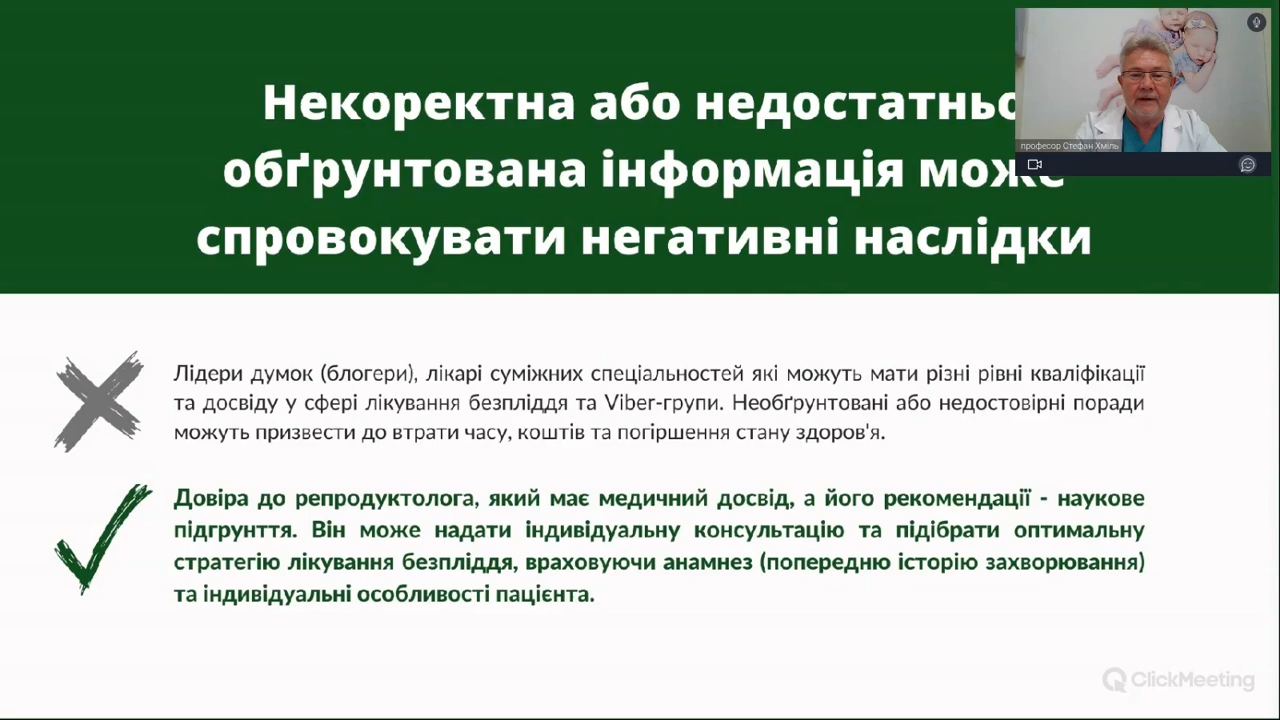 Некоректна або недостатньо
обґрунтована інформація може
спровокувати негативні наслідки
професор Стефан Хміль
Лідери думок (блогери), лікарі суміжних спеціальностей які можуть мати різні рівні кваліфікації
та досвіду у сфері лікування безпліддя та Viber-групи. Необґрунтовані або недостовірні поради
можуть призвести до втрати часу, коштів та погіршення стану здоров'я.
Довіра до репродуктолога, який має медичний досвід, а його рекомендації - наукове
підгрунття. Він може надати індивідуальну консультацію та підібрати оптимальну
стратегію лікування безпліддя, враховуючи анамнез (попередню історію захворювання)
та індивідуальні особливості пацієнта.
ClickMeeting